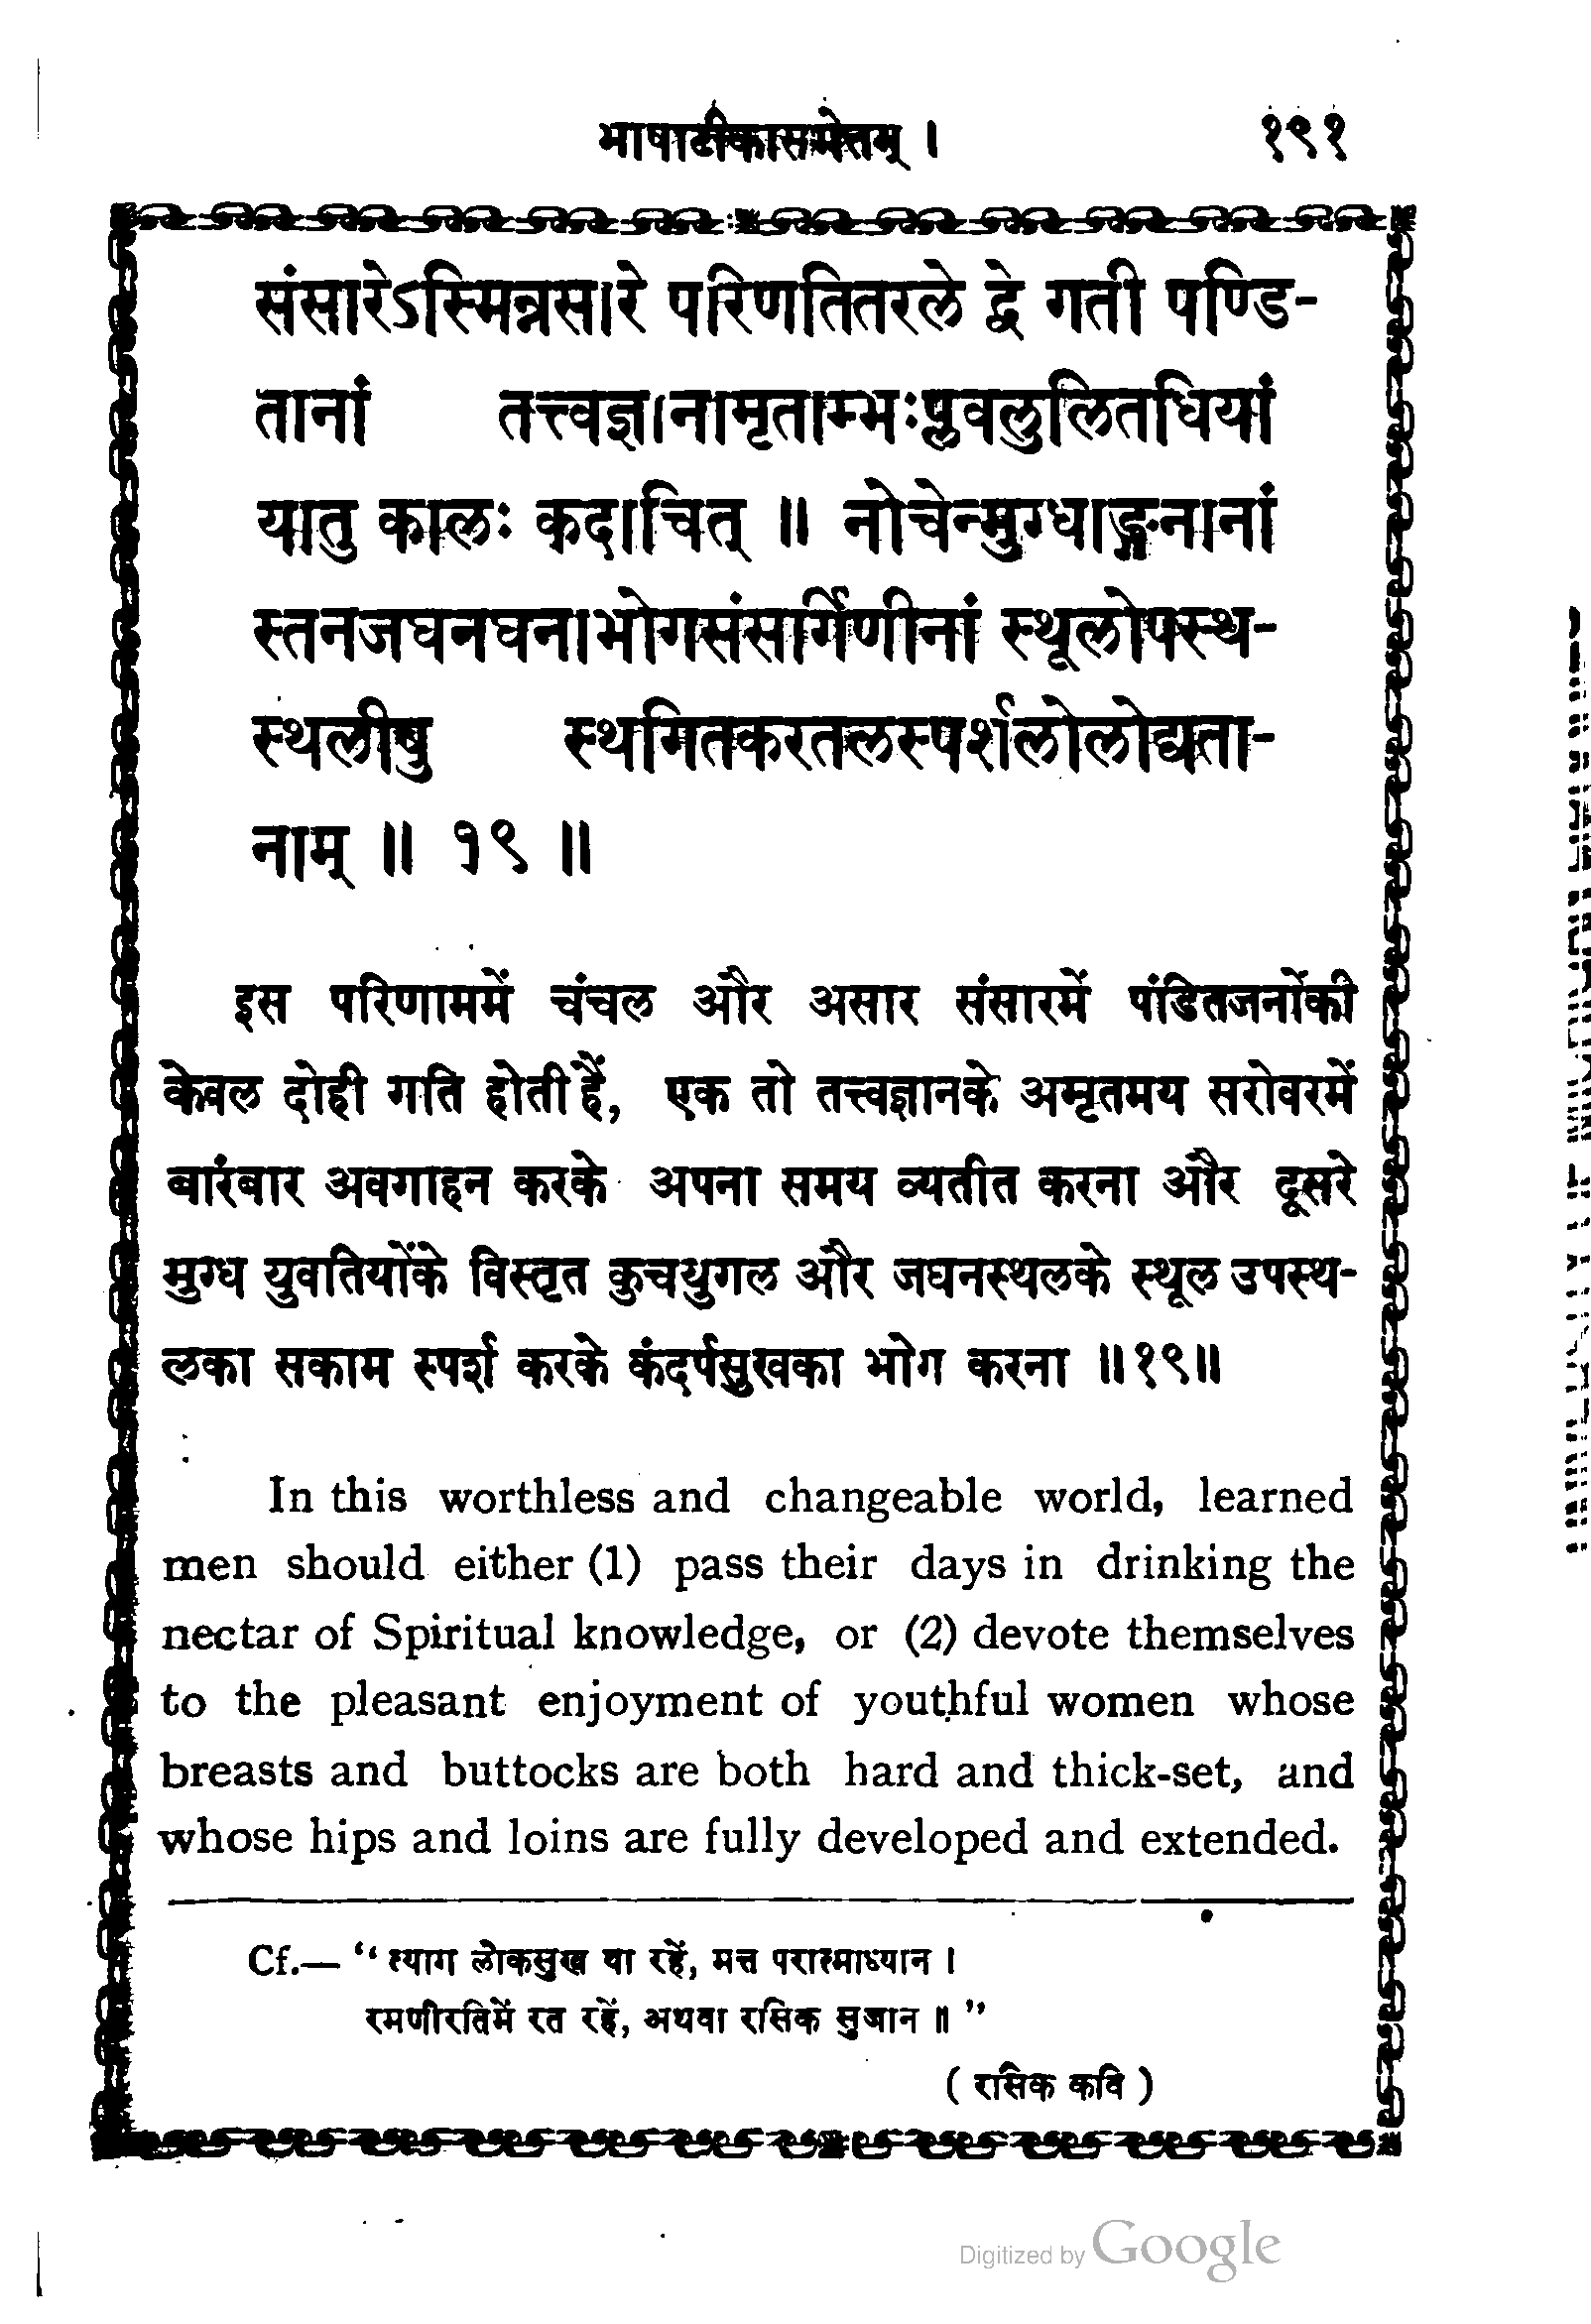 भाषाटीकासमेतम् । १९१
संसारेऽस्मिन्नसारे परिणतितरले द्वे गती पण्डि-
तानां तत्त्वज्ञानामृताम्भःप्लवलुलितधियां
यातु कालः कदाचित् ॥ नोचेन्मुग्धाङ्गनानां
स्तनजघनघनाभोगसंसर्गिणीनां स्थूलोपस्थ-
स्थलीषु स्थगितकरतलस्पर्शलोलोद्यता-
नाम् ॥ १९ ॥
इस परिणाममें चंचल और असार संसारमें पंडितजनोंकी
केवल दोही गति होती हैं, एक तो तत्त्वज्ञानके अमृतमय सरोवरमें
बारंबार अवगाहन करके अपना समय व्यतीत करना और दूसरे
मुग्ध युवतियोंके विस्तृत कुचयुगल और जघनस्थलके स्थूल उपस्थ-
लका सकाम स्पर्श करके कंदर्पसुखका भोग करना ॥१९॥
In this worthless and changeable world, learned
men should either (1) pass their days in drinking the
nectar of Spiritual knowledge, or (2) devote themselves
to the pleasant enjoyment of youthful women whose
breasts and buttocks are both hard and thick-set, and
whose hips and loins are fully developed and extended.
Cf.— “ त्याग लोकसुख वा रहें, मत्त परात्माध्यान ।
रमणीरतिमें रत रहें, अथवा रसिक सुजान ॥ ”
( रसिक कवि )
Digitized by Google